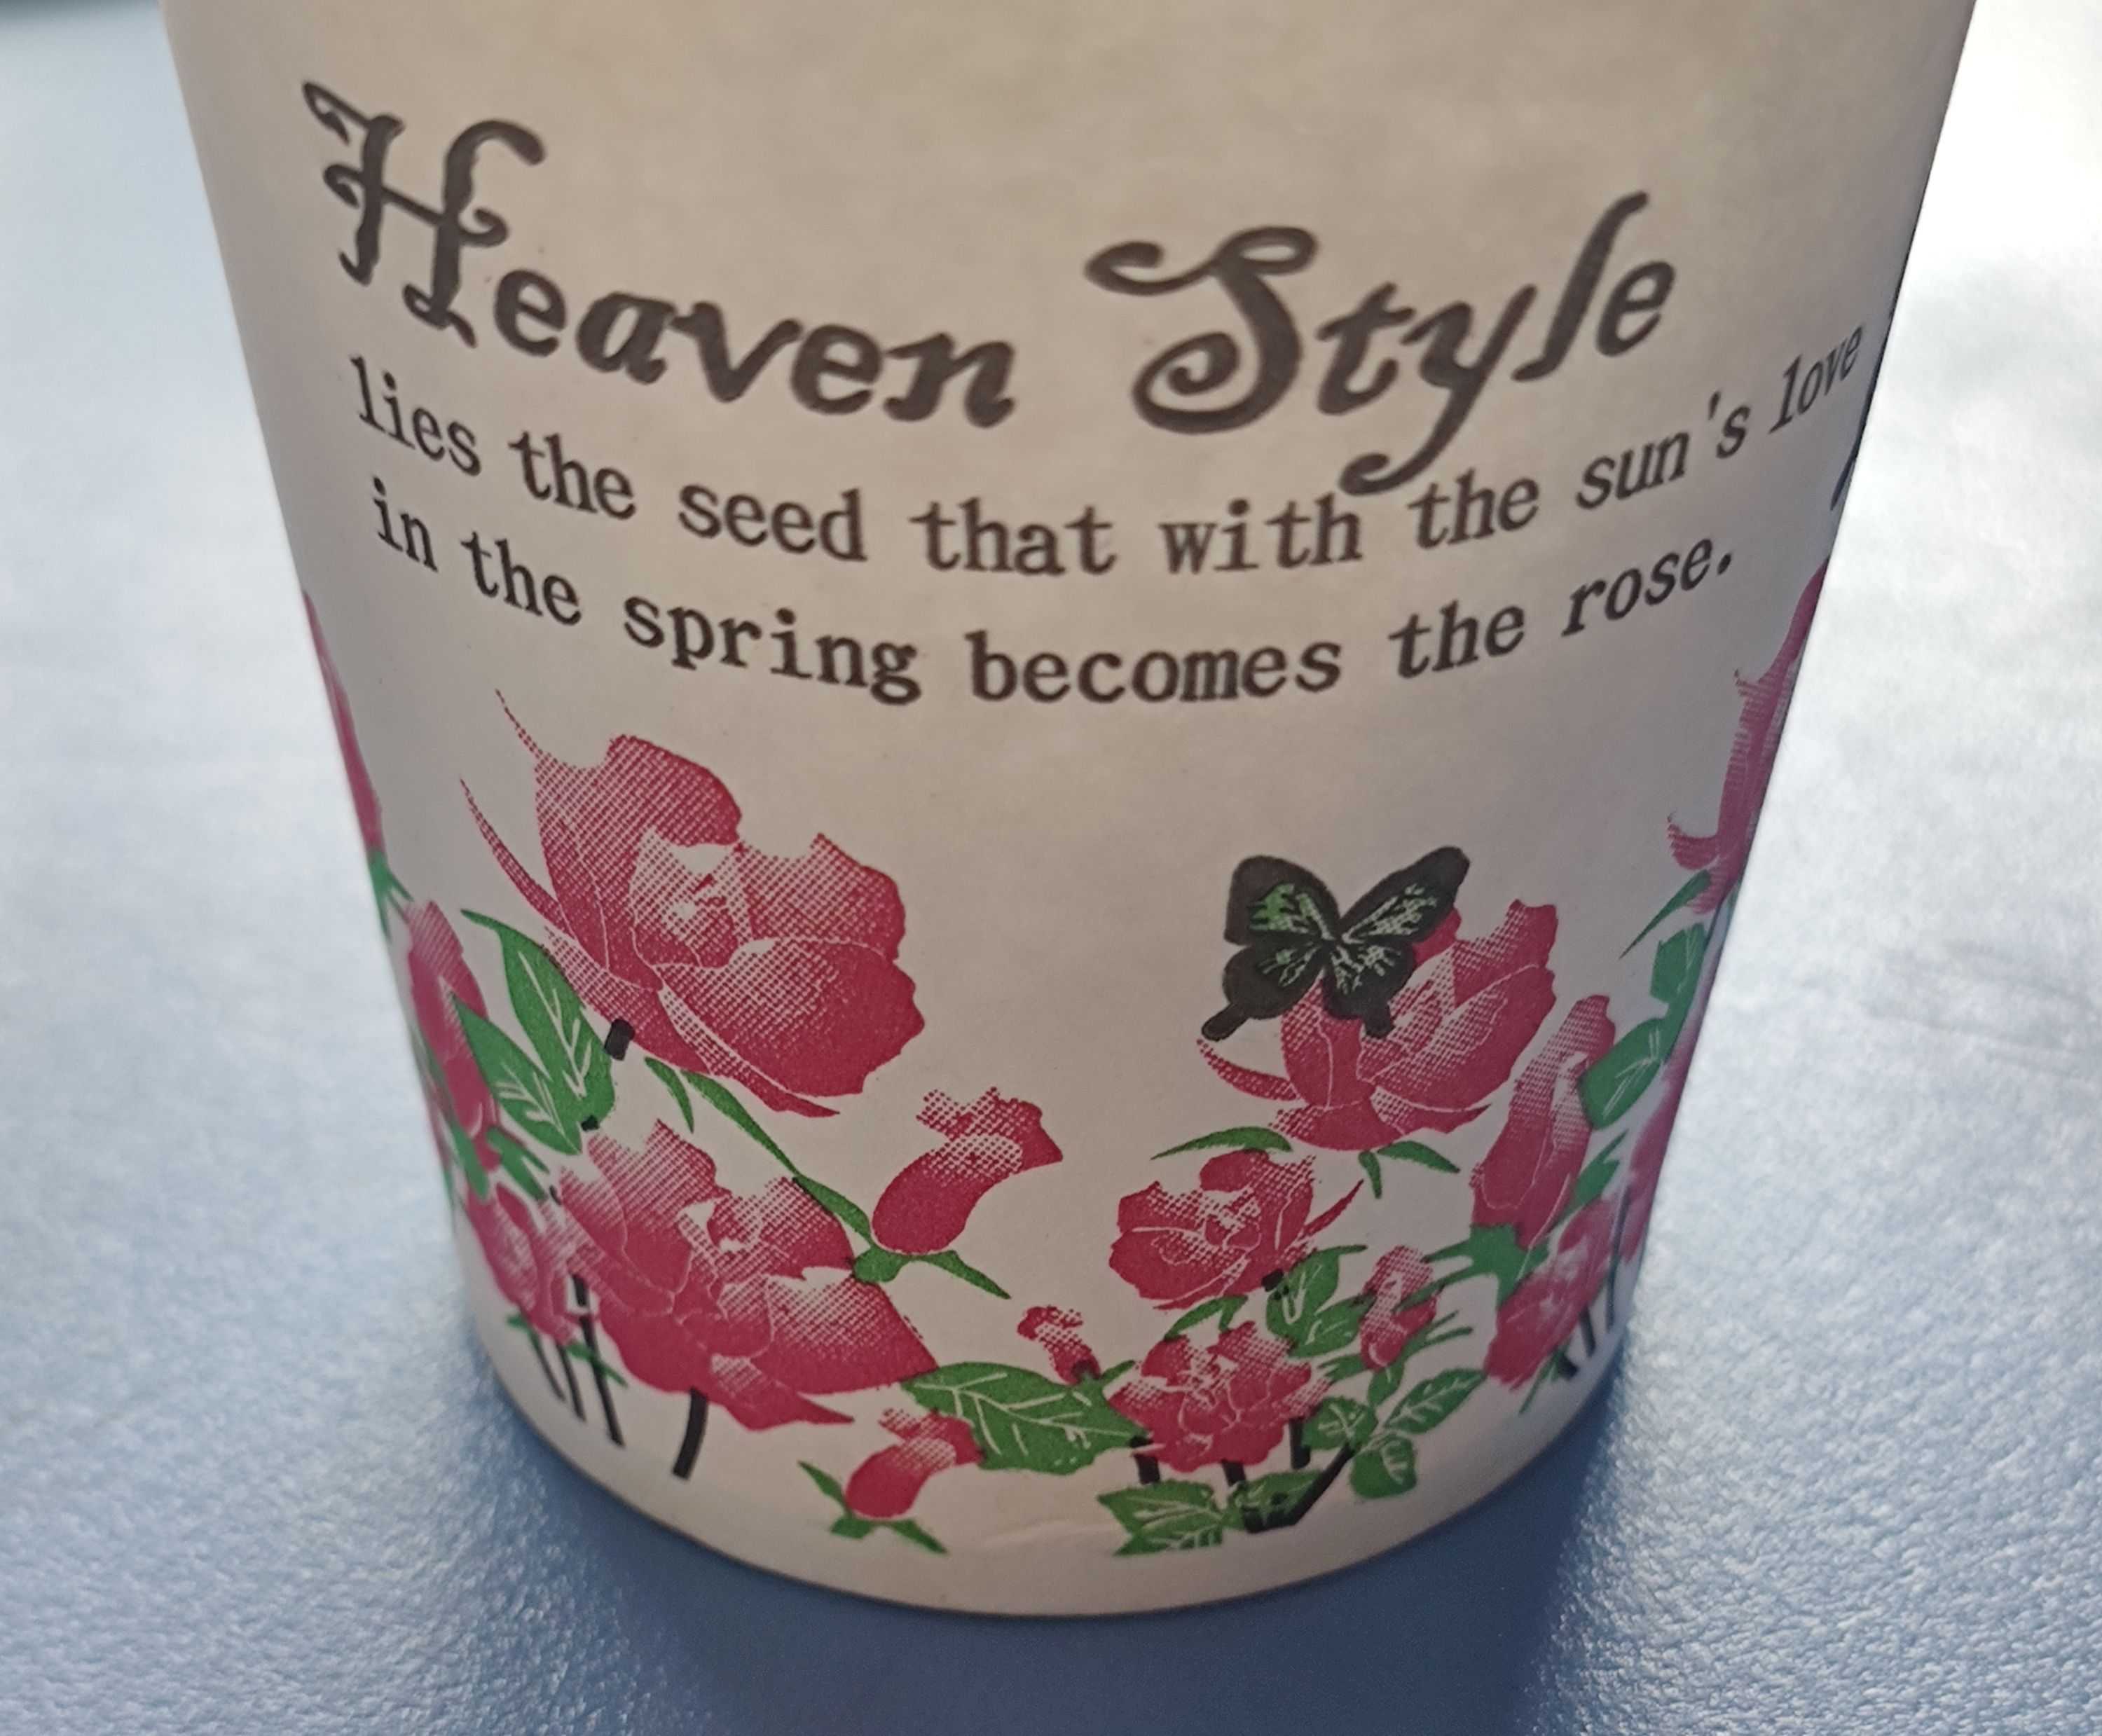 Heaven Style
lies the seed that with the sun's love
in the spring becomes the rose.